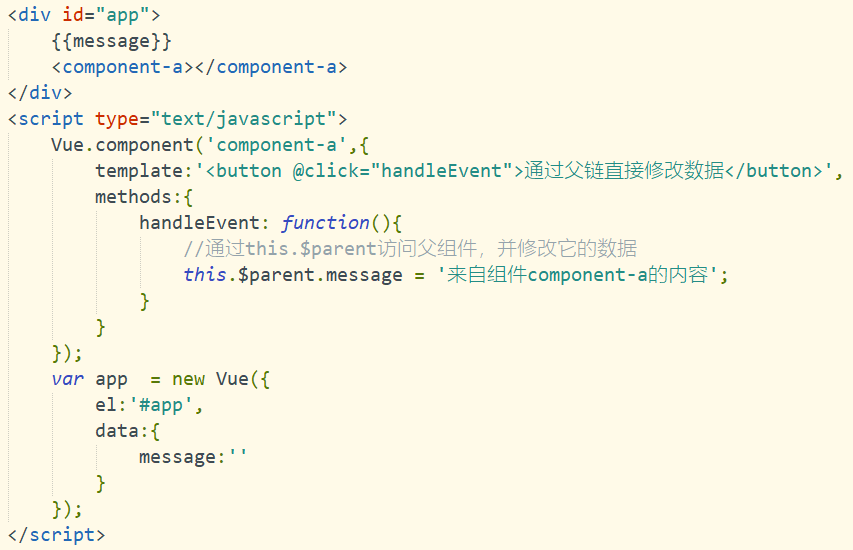 <div id="app">
    {{message}}
    <component-a></component-a>
</div>
<script type="text/javascript">
    Vue.component('component-a',{
        template:'<button @click="handleEvent">通过父链直接修改数据</button>',
        methods:{
            handleEvent: function(){
                //通过this.$parent访问父组件，并修改它的数据
                this.$parent.message = '来自组件component-a的内容';
            }
        }
    });
    var app  = new Vue({
        el:'#app',
        data:{
            message:''
        }
    });
</script>